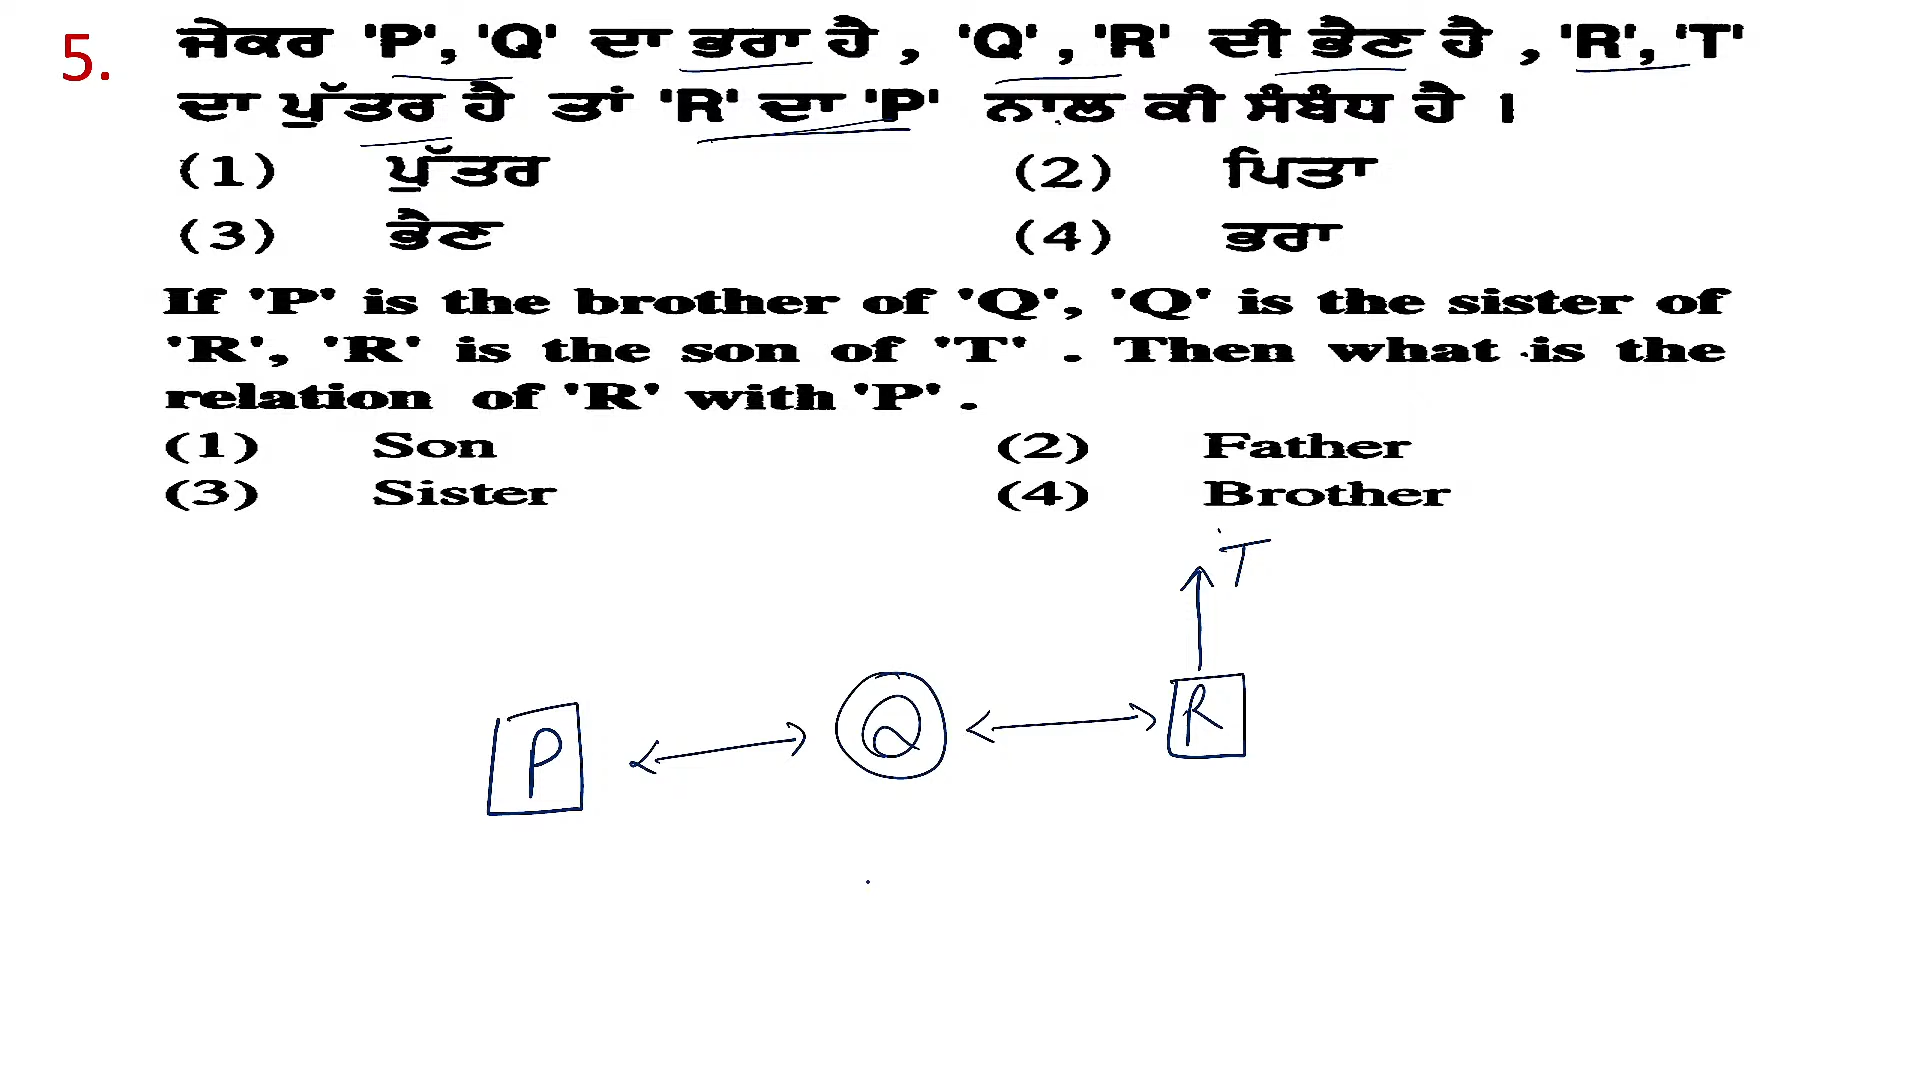 5. ਜੇਕਰ 'P', 'Q' ਦਾ ਭਰਾ ਹੈ , 'Q' , 'R' ਦੀ ਭੈਣ ਹੈ , 'R', 'T'
ਦਾ ਪੁੱਤਰ ਹੈ ਤਾਂ 'R' ਦਾ 'P' ਨਾਲ ਕੀ ਸੰਬੰਧ ਹੈ ।
(1) ਪੁੱਤਰ (2) ਪਿਤਾ
(3) ਭੈਣ (4) ਭਰਾ
If 'P' is the brother of 'Q', 'Q' is the sister of
'R', 'R' is the son of 'T' . Then what is the
relation of 'R' with 'P' .
(1) Son (2) Father
(3) Sister (4) Brother
T
P Q R